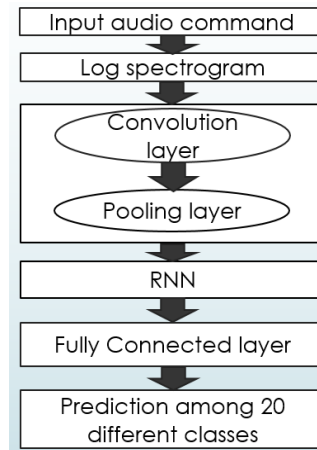 Input audio command
Log spectrogram
Convolution
layer
Pooling layer
RNN
Fully Connected layer
Prediction among 20
different classes